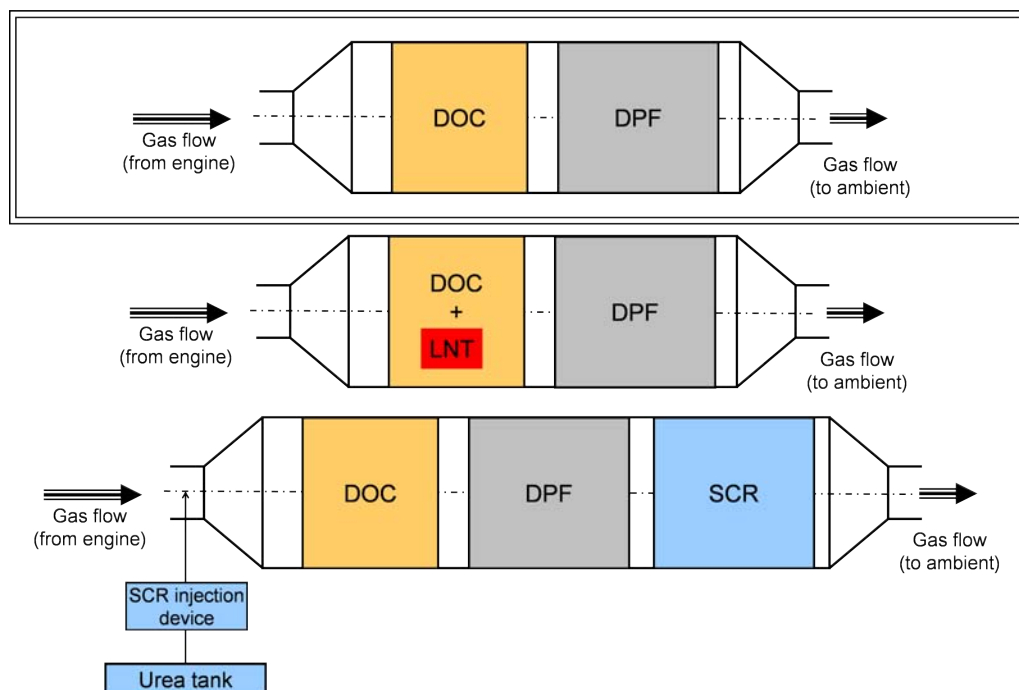 DOC
DPF
Gas flow
(from engine)
Gas flow
(to ambient)
DOC
+
LNT
DPF
Gas flow
(from engine)
Gas flow
(to ambient)
DOC
DPF
SCR
Gas flow
(from engine)
Gas flow
(to ambient)
SCR injection
device
Urea tank